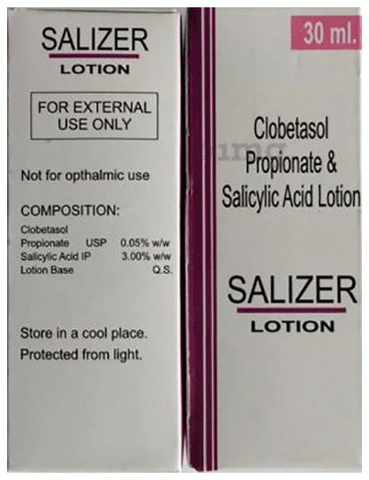 SALIZER
LOTION
FOR EXTERNAL
USE ONLY
Not for opthalmic use
COMPOSITION:
Clobetasol
Propionate USP 0.05% w/w
Salicylic Acid IP 3.00% w/w
Lotion Base Q.S.
Store in a cool place.
Protected from light.
30 ml.
Clobetasol
Propionate &
Salicylic Acid Lotion
SALIZER
LOTION